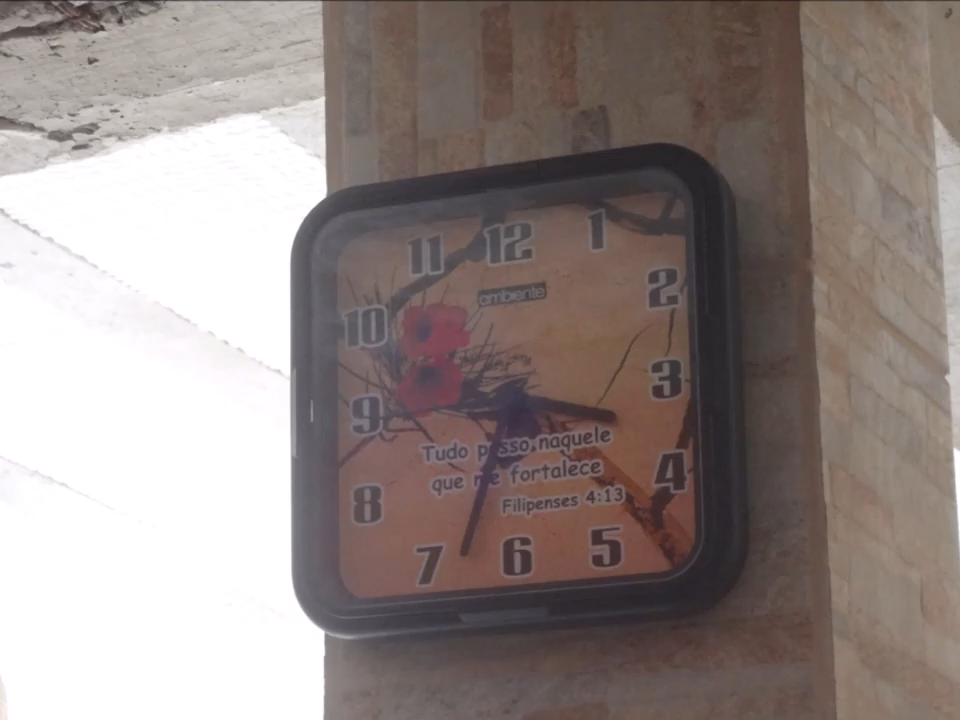 11 12 1
10 2
ambiente
9 3
Tudo posso naquele
que me fortalece
8 4
Filipenses 4:13
7 6 5